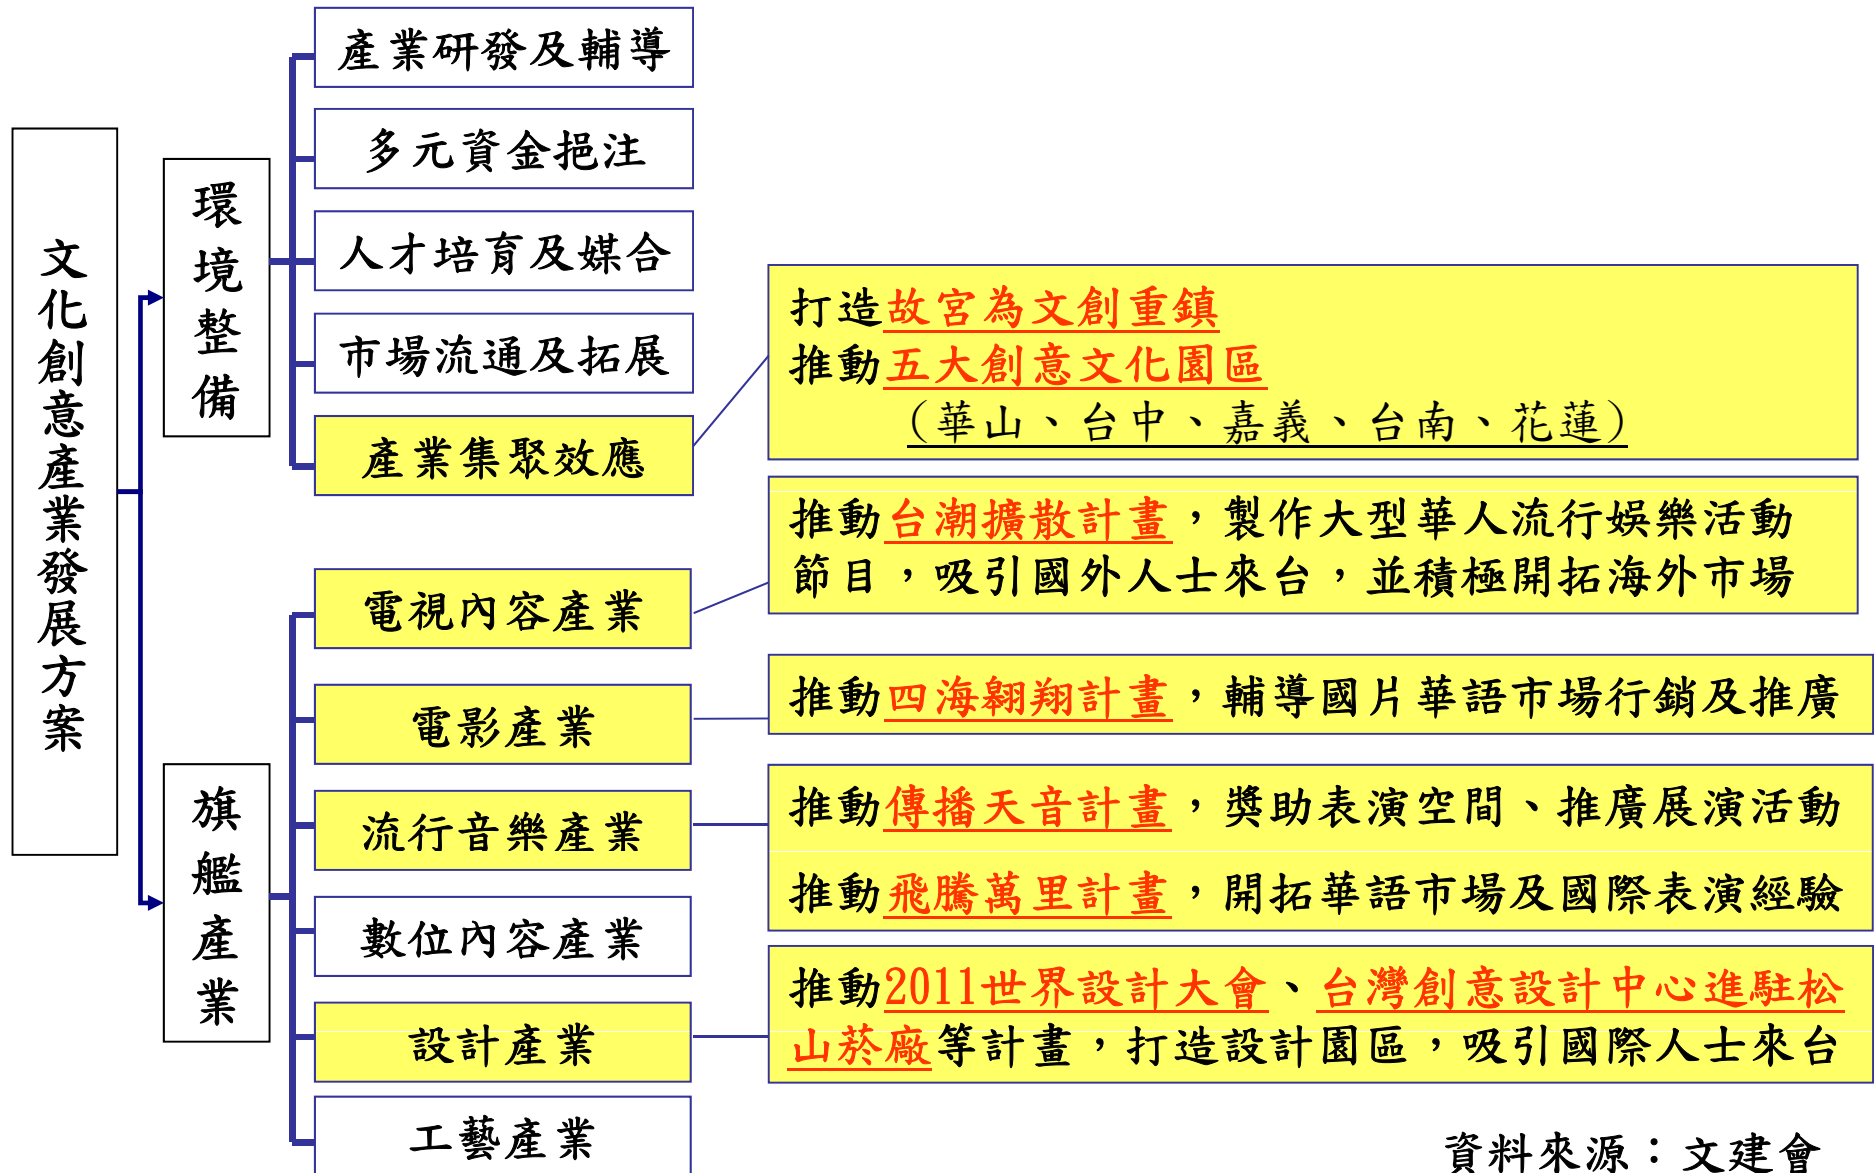 文化創意產業發展方案
環境整備
產業研發及輔導
多元資金挹注
人才培育及媒合
市場流通及拓展
產業集聚效應
打造故宮為文創重鎮
推動五大創意文化園區
（華山、台中、嘉義、台南、花蓮）
旗艦產業
電視內容產業
推動台潮擴散計畫，製作大型華人流行娛樂活動
節目，吸引國外人士來台，並積極開拓海外市場
電影產業
推動四海翱翔計畫，輔導國片華語市場行銷及推廣
流行音樂產業
推動傳播天音計畫，獎助表演空間、推廣展演活動
推動飛騰萬里計畫，開拓華語市場及國際表演經驗
數位內容產業
設計產業
推動2011世界設計大會、台灣創意設計中心進駐松
山菸廠等計畫，打造設計園區，吸引國際人士來台
工藝產業
資料來源：文建會